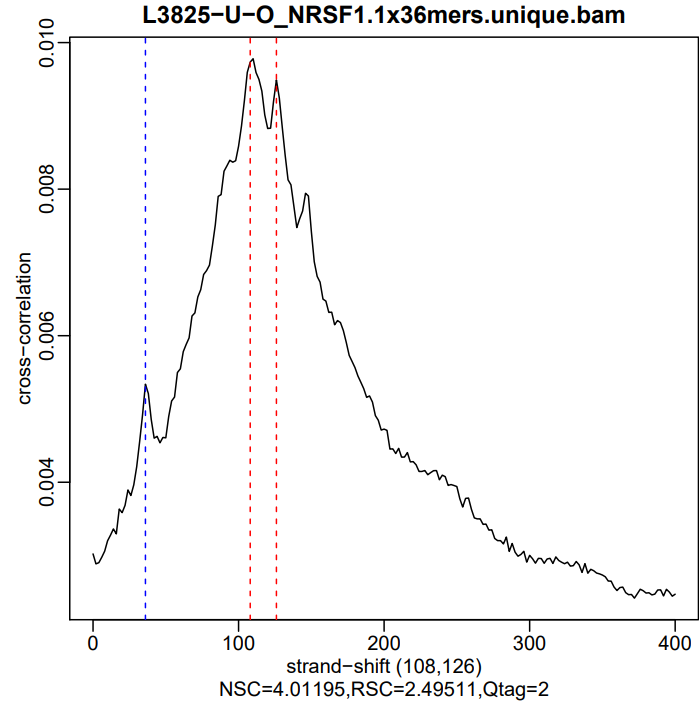 L3825−U−O_NRSF1.1x36mers.unique.bam
0.010
0.008
0.006
0.004
cross−correlation
0 100 200 300 400
strand−shift (108,126)
NSC=4.01195,RSC=2.49511,Qtag=2